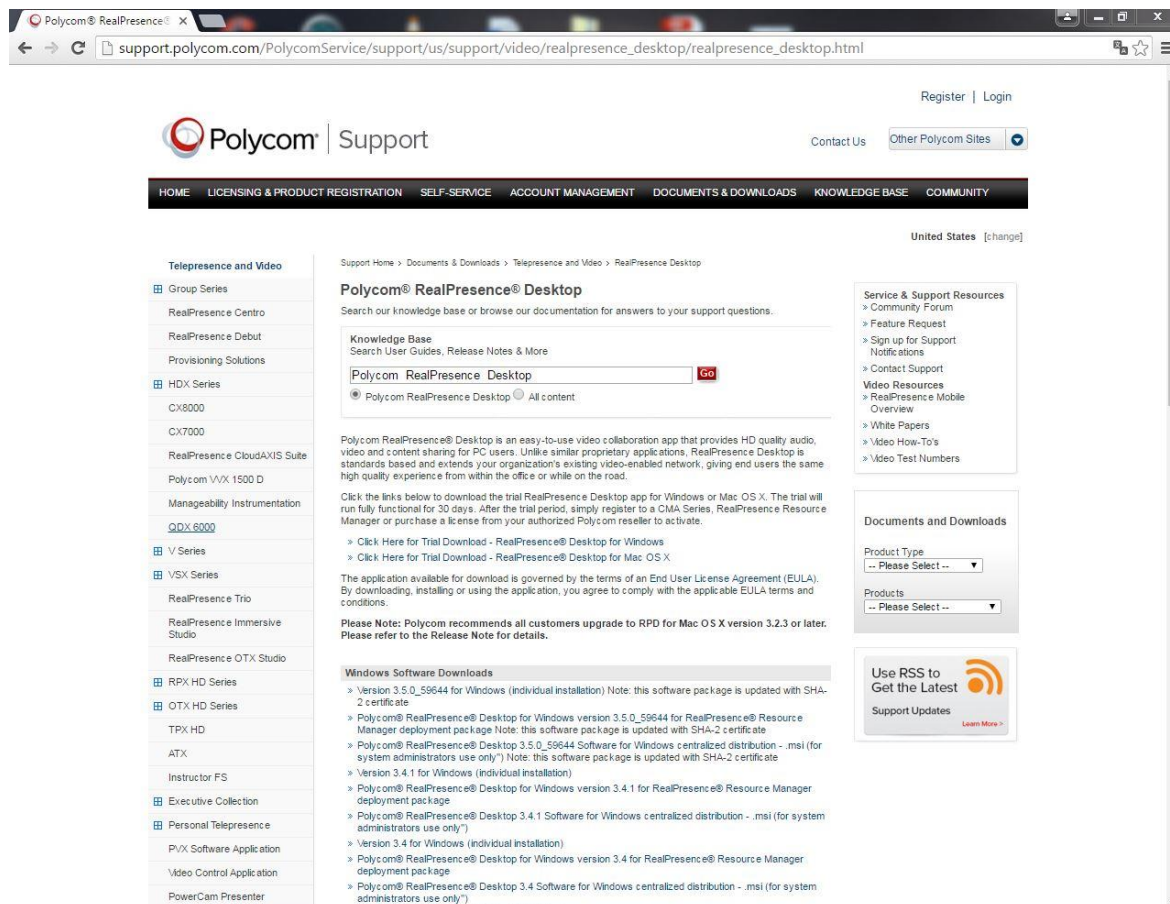 Polycom® RealPresence®
support.polycom.com/PolycomService/support/us/support/video/realpresence_desktop/realpresence_desktop.html
Register | Login
Polycom | Support
Contact Us
Other Polycom Sites
HOME LICENSING & PRODUCT REGISTRATION SELF-SERVICE ACCOUNT MANAGEMENT DOCUMENTS & DOWNLOADS KNOWLEDGE BASE COMMUNITY
United States [change]
Telepresence and Video
Group Series
RealPresence Centro
RealPresence Debut
Provisioning Solutions
HDX Series
CX8000
CX7000
RealPresence CloudAXIS Suite
Polycom VVX 1500 D
Manageability Instrumentation
QDX 6000
V Series
VSX Series
RealPresence Trio
RealPresence Immersive
Studio
RealPresence OTX Studio
RPX HD Series
OTX HD Series
TPX HD
ATX
Instructor FS
Executive Collection
Personal Telepresence
PVX Software Application
Video Control Application
PowerCam Presenter
Support Home > Documents & Downloads > Telepresence and Video > RealPresence Desktop
Polycom® RealPresence® Desktop
Search our knowledge base or browse our documentation for answers to your support questions.
Knowledge Base
Search User Guides, Release Notes & More
Polycom RealPresence Desktop
Go
Polycom RealPresence Desktop All content
Polycom RealPresence® Desktop is an easy-to-use video collaboration app that provides HD quality audio,
video and content sharing for PC users. Unlike similar proprietary applications, RealPresence Desktop is
standards based and extends your organization's existing video-enabled network, giving end users the same
high quality experience from within the office or while on the road.
Click the links below to download the trial RealPresence Desktop app for Windows or Mac OS X. The trial will
run fully functional for 30 days. After the trial period, simply register to a CMA Series, RealPresence Resource
Manager or purchase a license from your authorized Polycom reseller to activate.
» Click Here for Trial Download - RealPresence® Desktop for Windows
» Click Here for Trial Download - RealPresence® Desktop for Mac OS X
The application available for download is governed by the terms of an End User License Agreement (EULA).
By downloading, installing or using the application, you agree to comply with the applicable EULA terms and
conditions.
Please Note: Polycom recommends all customers upgrade to RPD for Mac OS X version 3.2.3 or later.
Please refer to the Release Note for details.
Windows Software Downloads
» Version 3.5.0_59644 for Windows (individual installation) Note: this software package is updated with SHA-
2 certificate
» Polycom® RealPresence® Desktop for Windows version 3.5.0_59644 for RealPresence® Resource
Manager deployment package Note: this software package is updated with SHA-2 certificate
» Polycom® RealPresence® Desktop 3.5.0_59644 Software for Windows centralized distribution - .msi (for
system administrators use only") Note: this software package is updated with SHA-2 certificate
» Version 3.4.1 for Windows (individual installation)
» Polycom® RealPresence® Desktop for Windows version 3.4.1 for RealPresence® Resource Manager
deployment package
» Polycom® RealPresence® Desktop 3.4.1 Software for Windows centralized distribution - .msi (for system
administrators use only")
» Version 3.4 for Windows (individual installation)
» Polycom® RealPresence® Desktop for Windows version 3.4 for RealPresence® Resource Manager
deployment package
» Polycom® RealPresence® Desktop 3.4 Software for Windows centralized distribution - .msi (for system
administrators use only")
Service & Support Resources
» Community Forum
» Feature Request
» Sign up for Support
Notifications
» Contact Support
Video Resources
» RealPresence Mobile
Overview
» White Papers
» Video How-To's
» Video Test Numbers
Documents and Downloads
Product Type
-- Please Select --
Products
-- Please Select --
Use RSS to
Get the Latest
Support Updates
Learn More >